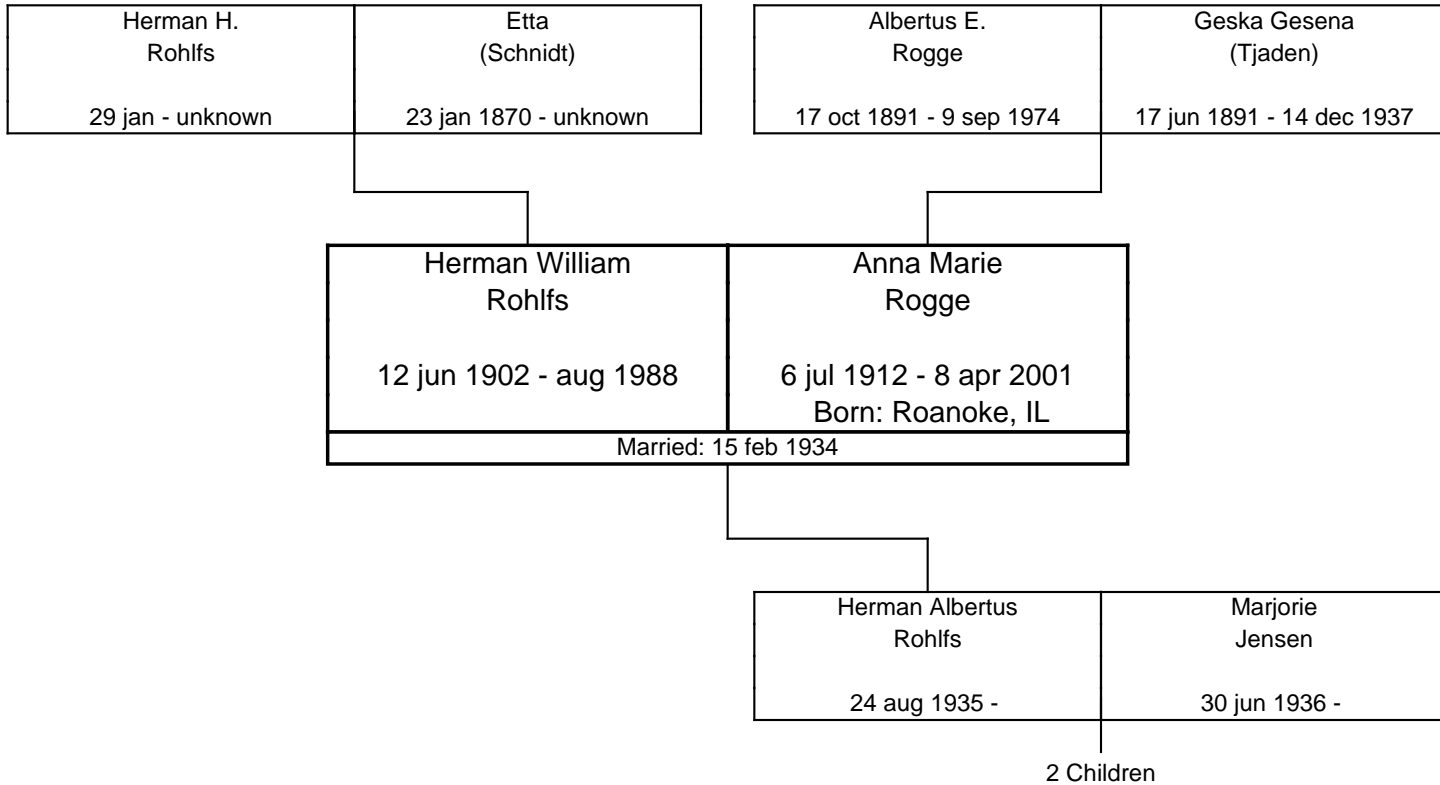 Herman H.
Rohlfs
29 jan - unknown
Etta
(Schnidt)
23 jan 1870 - unknown
Albertus E.
Rogge
17 oct 1891 - 9 sep 1974
Geska Gesena
(Tjaden)
17 jun 1891 - 14 dec 1937
Herman William
Rohlfs
12 jun 1902 - aug 1988
Anna Marie
Rogge
6 jul 1912 - 8 apr 2001
Born: Roanoke, IL
Married: 15 feb 1934
Herman Albertus
Rohlfs
24 aug 1935 -
Marjorie
Jensen
30 jun 1936 -
2 Children